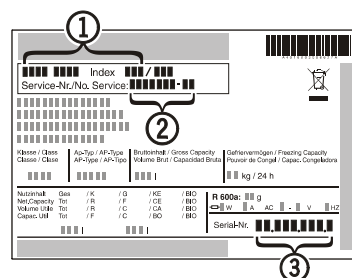 1
Index /
Service-Nr./No. Service: -
2
Klasse / Class Ap-Typ / AP-Type Bruttoinhalt / Gross Capacity Gefriervermögen / Freezing Capacity
Classe / Clase AP-Type / AP-Tipo Volume Brut / Capacidad Bruta Pouvoir de Congel / Capac. Congeladora
l kg / 24 h
Nutzinhalt Ges / K / G / KE / BIO
Net,Capacity Tot / R / F / CE / BIO
Volume Utile Tot / R / C / CA / BIO
Capac. Util Tot / F / C / BO / BIO
l l
R 600a: g
W A AC - V HZ
Serial-Nr.
3